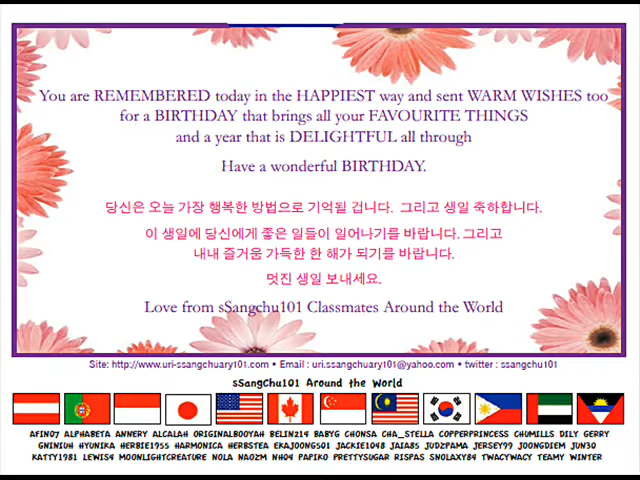 You are REMEMBERED today in the HAPPIEST way and sent WARM WISHES too
for a BIRTHDAY that brings all your FAVOURITE THINGS
and a year that is DELIGHTFUL all through
Have a wonderful BIRTHDAY.
당신은 오늘 가장 행복한 방법으로 기억될 겁니다. 그리고 생일 축하합니다.
이 생일에 당신에게 좋은 일들이 일어나기를 바랍니다. 그리고
내내 즐거움 가득한 한 해가 되기를 바랍니다.
멋진 생일 보내세요.
Love from sSangchu101 Classmates Around the World
Site: http://www.uri-ssangchuary101.com • Email : uri.ssangchuary101@yahoo.com • twitter : ssangchu101
sSangChu101 Around the World
AFIN07 ALPHABETA ANNERY ALCALAH ORIGINALBOOYAH BELIN214 BABYG CHONSA CHA_STELLA COPPERPRINCESS CHUMILLS DILY GERRY
GNINIUH HYUNIKA HERBIE1955 HARMONICA HERBSTEA EKAJOONGS01 JACKIE1048 JAIA85 JUDZPAMA JERSEY99 JOONGDIEM JUN30
KATTY1981 LEWIS4 MOONLIGHTCREATURE NOLA NAOZM NH04 PAPIKO PRETTYSUGAR RISPAS SNOLAXY84 TWACYWACY TEAMY WINTER